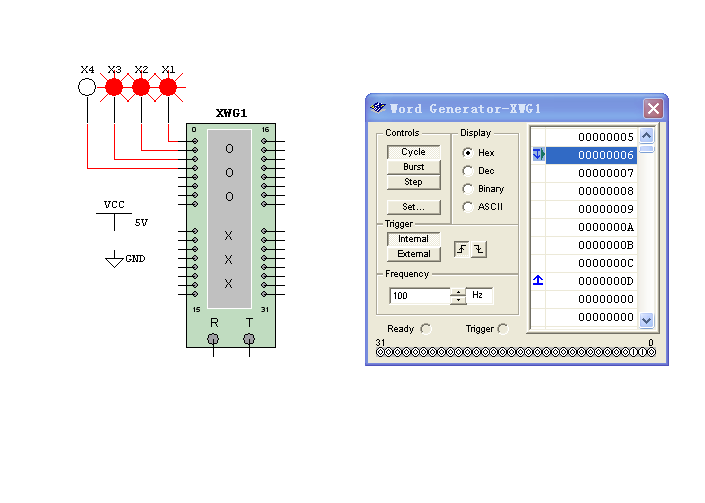 X4 X3 X2 X1
XWG1
0 16
O
O
O
X
X
X
15 31
R T
VCC
5V
GND
Word Generator-XWG1
Controls
Cycle
Burst
Step
Set...
Display
Hex
Dec
Binary
ASCII
Trigger
Internal
External
Frequency
100 Hz
Ready Trigger
00000005
00000006
00000007
00000008
00000009
0000000A
0000000B
0000000C
0000000D
00000000
00000000
31 0
00000000000000000000000000000110